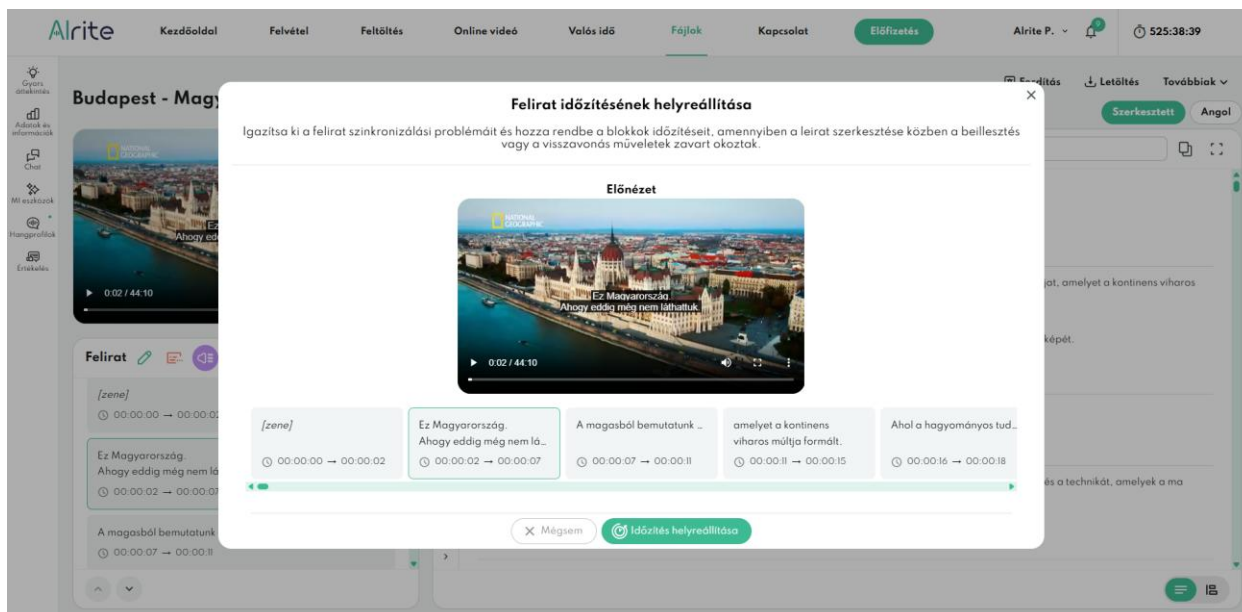 Alrite
Kezdőoldal
Felvétel
Feltöltés
Online videó
Valós idő
Fájlok
Kapcsolat
Előfizetés
Alrite P.
525:38:39
Gyors
áttekintés
Adatok és
információk
Chat
MI eszközök
Hangprofilok
Értékelés
Budapest - Magy
Fordítás
Letöltés
Továbbiak
Szerkesztett
Angol
NATIONAL
GEOGRAPHIC
Ez
Ahogy edd
0:02 / 44:10
Felirat
[zene]
00:00:00 → 00:00:02
Ez Magyarország.
Ahogy eddig még nem lá
00:00:02 → 00:00:07
A magasból bemutatunk
00:00:07 → 00:00:11
Felirat időzítésének helyreállítása
Igazítsa ki a felirat szinkronizálási problémáit és hozza rendbe a blokkok időzítéseit, amennyiben a leirat szerkesztése közben a beillesztés
vagy a visszavonás műveletek zavart okoztak.
Előnézet
NATIONAL
GEOGRAPHIC
Ez Magyarország.
Ahogy eddig még nem láthattuk.
0:02 / 44:10
[zene]
00:00:00 → 00:00:02
Ez Magyarország.
Ahogy eddig még nem lá...
00:00:02 → 00:00:07
A magasból bemutatunk ...
00:00:07 → 00:00:11
amelyet a kontinens
viharos múltja formált.
00:00:11 → 00:00:15
Ahol a hagyományos tud...
00:00:16 → 00:00:18
Mégsem
Időzítés helyreállítása
jat, amelyet a kontinens viharos
képét.
és a technikát, amelyek a ma